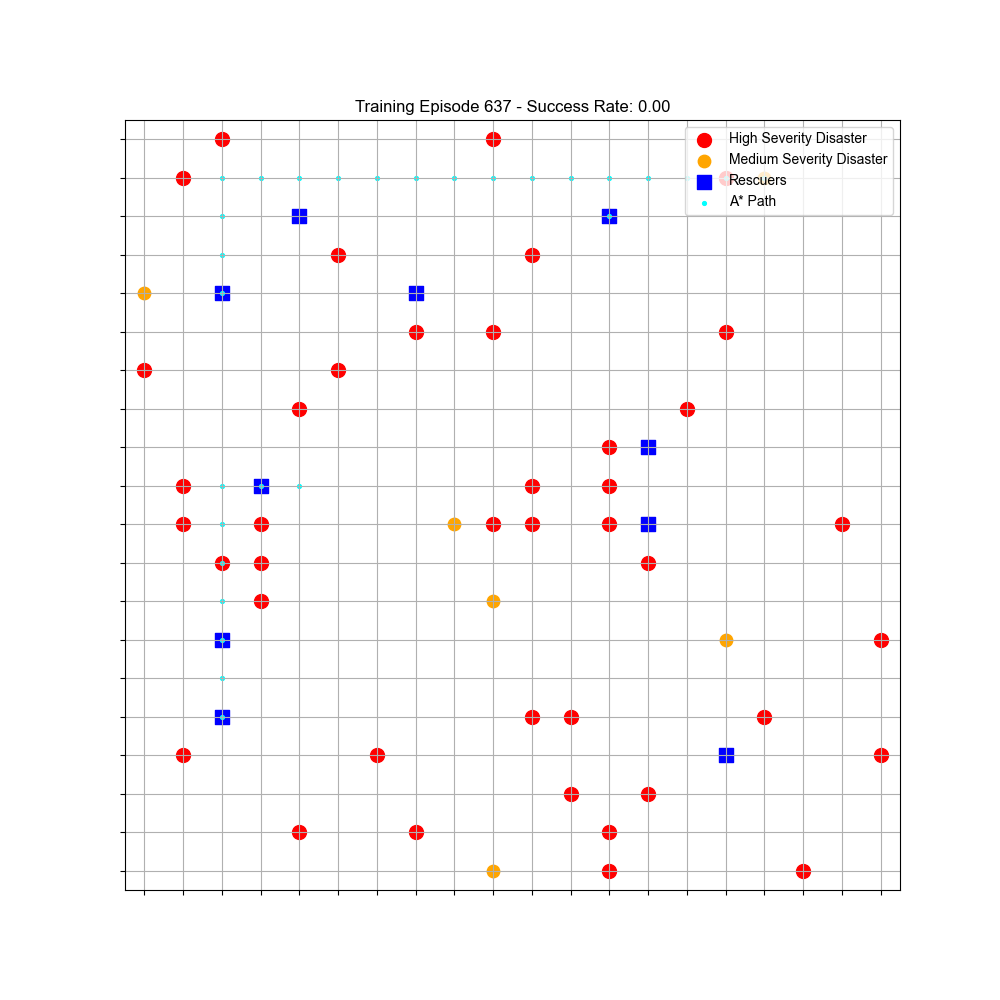 Training Episode 637 - Success Rate: 0.00
High Severity Disaster
Medium Severity Disaster
Rescuers
A* Path